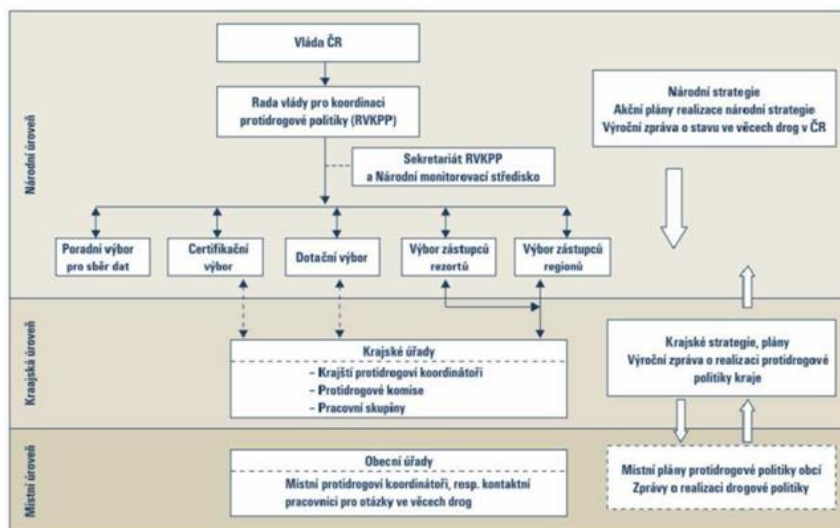 Národní úroveň
Vláda ČR
Rada vlády pro koordinaci
protidrogové politiky (RVKPP)
Sekretariát RVKPP
a Národní monitorovací středisko
Poradní výbor
pro sběr dat
Certifikační
výbor
Dotační výbor
Výbor zástupců
rezortů
Výbor zástupců
regionů
Národní strategie
Akční plány realizace národní strategie
Výroční zpráva o stavu ve věcech drog v ČR
Kraajská úroveň
Krajské úřady
– Krajští protidrogoví koordinátoři
– Protidrogové komise
– Pracovní skupiny
Krajské strategie, plány
Výroční zpráva o realizaci protidrogové
politiky kraje
Místní úroveň
Obecní úřady
Místní protidrogoví koordinátoři, resp. kontaktní
pracovníci pro otázky ve věcech drog
Místní plány protidrogové politiky obcí
Zprávy o realizaci drogové politiky